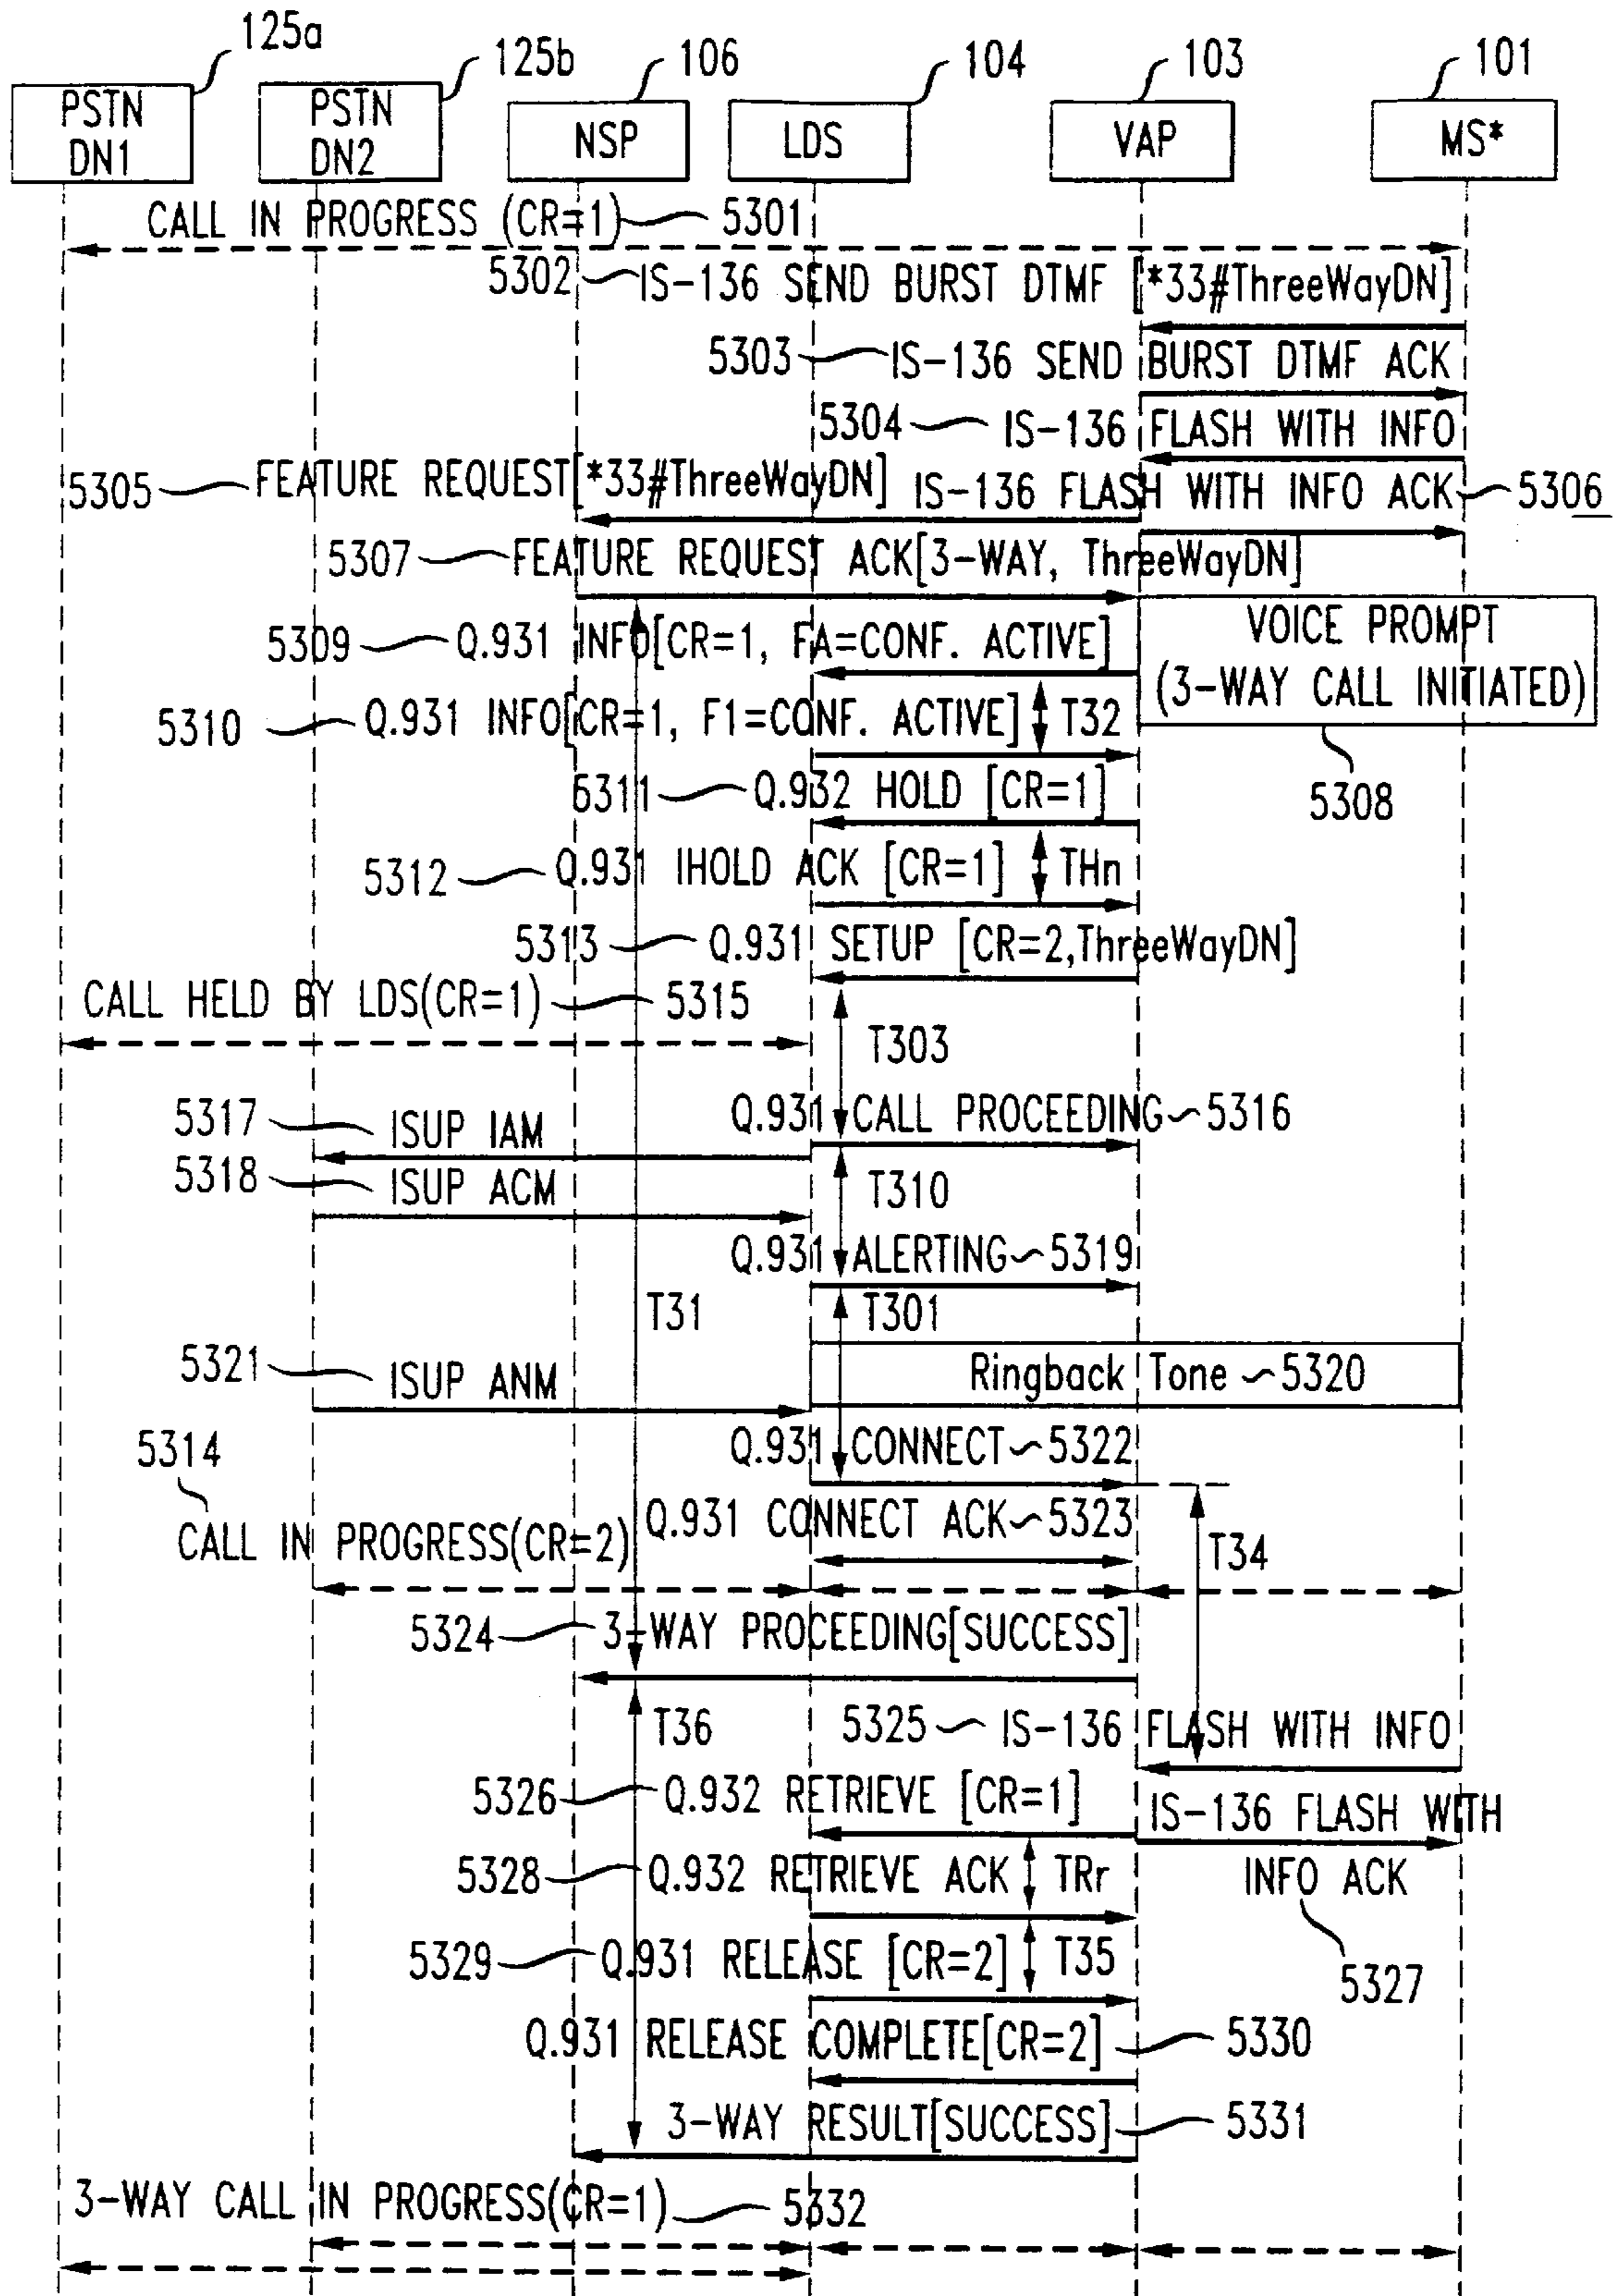 125a
125b
106
104
103
101
PSTN
DN1
PSTN
DN2
NSP
LDS
VAP
MS*
CALL IN PROGRESS (CR=1) 5301
5302 IS-136 SEND BURST DTMF [*33#ThreeWayDN]
5303 IS-136 SEND BURST DTMF ACK
5304 IS-136 FLASH WITH INFO
5305 FEATURE REQUEST[*33#ThreeWayDN]
IS-136 FLASH WITH INFO ACK 5306
5307 FEATURE REQUEST ACK[3-WAY, ThreeWayDN]
VOICE PROMPT
(3-WAY CALL INITIATED)
5308
5309 Q.931 INFO[CR=1, FA=CONF. ACTIVE]
5310 Q.931 INFO[CR=1, F1=CONF. ACTIVE] T32
5311 Q.932 HOLD [CR=1]
5312 Q.931 IHOLD ACK [CR=1] THn
5313 Q.931 SETUP [CR=2,ThreeWayDN]
CALL HELD BY LDS(CR=1) 5315
T303
Q.931 CALL PROCEEDING 5316
5317 ISUP IAM
5318 ISUP ACM
T310
Q.931 ALERTING 5319
T31
T301
Ringback Tone 5320
5321 ISUP ANM
Q.931 CONNECT 5322
5314
Q.931 CONNECT ACK 5323
CALL IN PROGRESS(CR=2)
T34
5324 3-WAY PROCEEDING[SUCCESS]
T36
5325 IS-136 FLASH WITH INFO
5326 Q.932 RETRIEVE [CR=1]
IS-136 FLASH WITH
INFO ACK
5327
5328 Q.932 RETRIEVE ACK TRr
5329 Q.931 RELEASE [CR=2] T35
Q.931 RELEASE COMPLETE[CR=2] 5330
3-WAY RESULT[SUCCESS] 5331
3-WAY CALL IN PROGRESS(CR=1) 5332